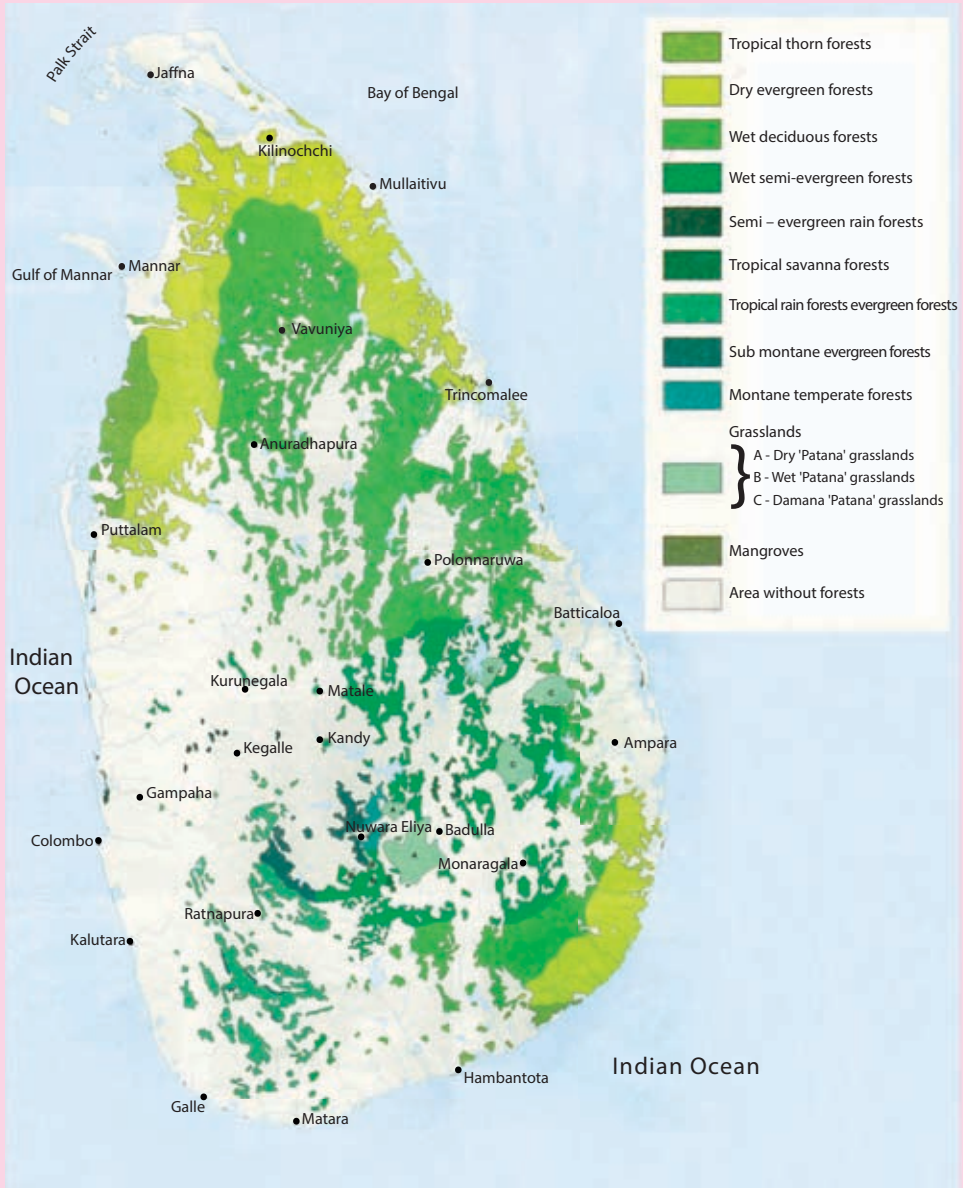 Palk Strait
Jaffna
Bay of Bengal
Kilinochchi
Mullaitivu
Gulf of Mannar
Mannar
Vavuniya
Trincomalee
Anuradhapura
Puttalam
Polonnaruwa
Batticaloa
Indian
Ocean
Kurunegala
Matale
Kandy
Kegalle
Ampara
Gampaha
Colombo
Nuwara Eliya
Badulla
Monaragala
Ratnapura
Kalutara
Hambantota
Indian Ocean
Galle
Matara
C
A
Tropical thorn forests
Dry evergreen forests
Wet deciduous forests
Wet semi-evergreen forests
Semi – evergreen rain forests
Tropical savanna forests
Tropical rain forests evergreen forests
Sub montane evergreen forests
Montane temperate forests
Grasslands
A - Dry 'Patana' grasslands
B - Wet 'Patana' grasslands
C - Damana 'Patana' grasslands
Mangroves
Area without forests